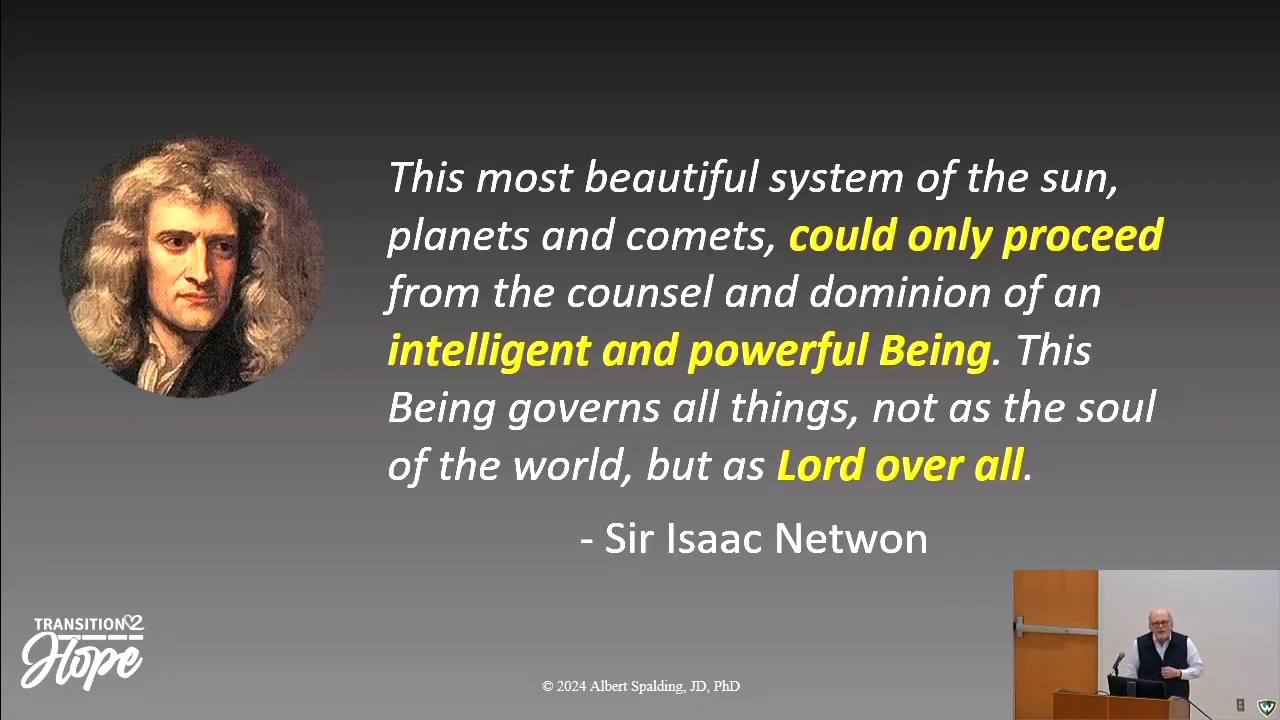 This most beautiful system of the sun,
planets and comets, could only proceed
from the counsel and dominion of an
intelligent and powerful Being. This
Being governs all things, not as the soul
of the world, but as Lord over all.
- Sir Isaac Netwon
TRANSITION2
Hope
© 2024 Albert Spalding, JD, PhD
W